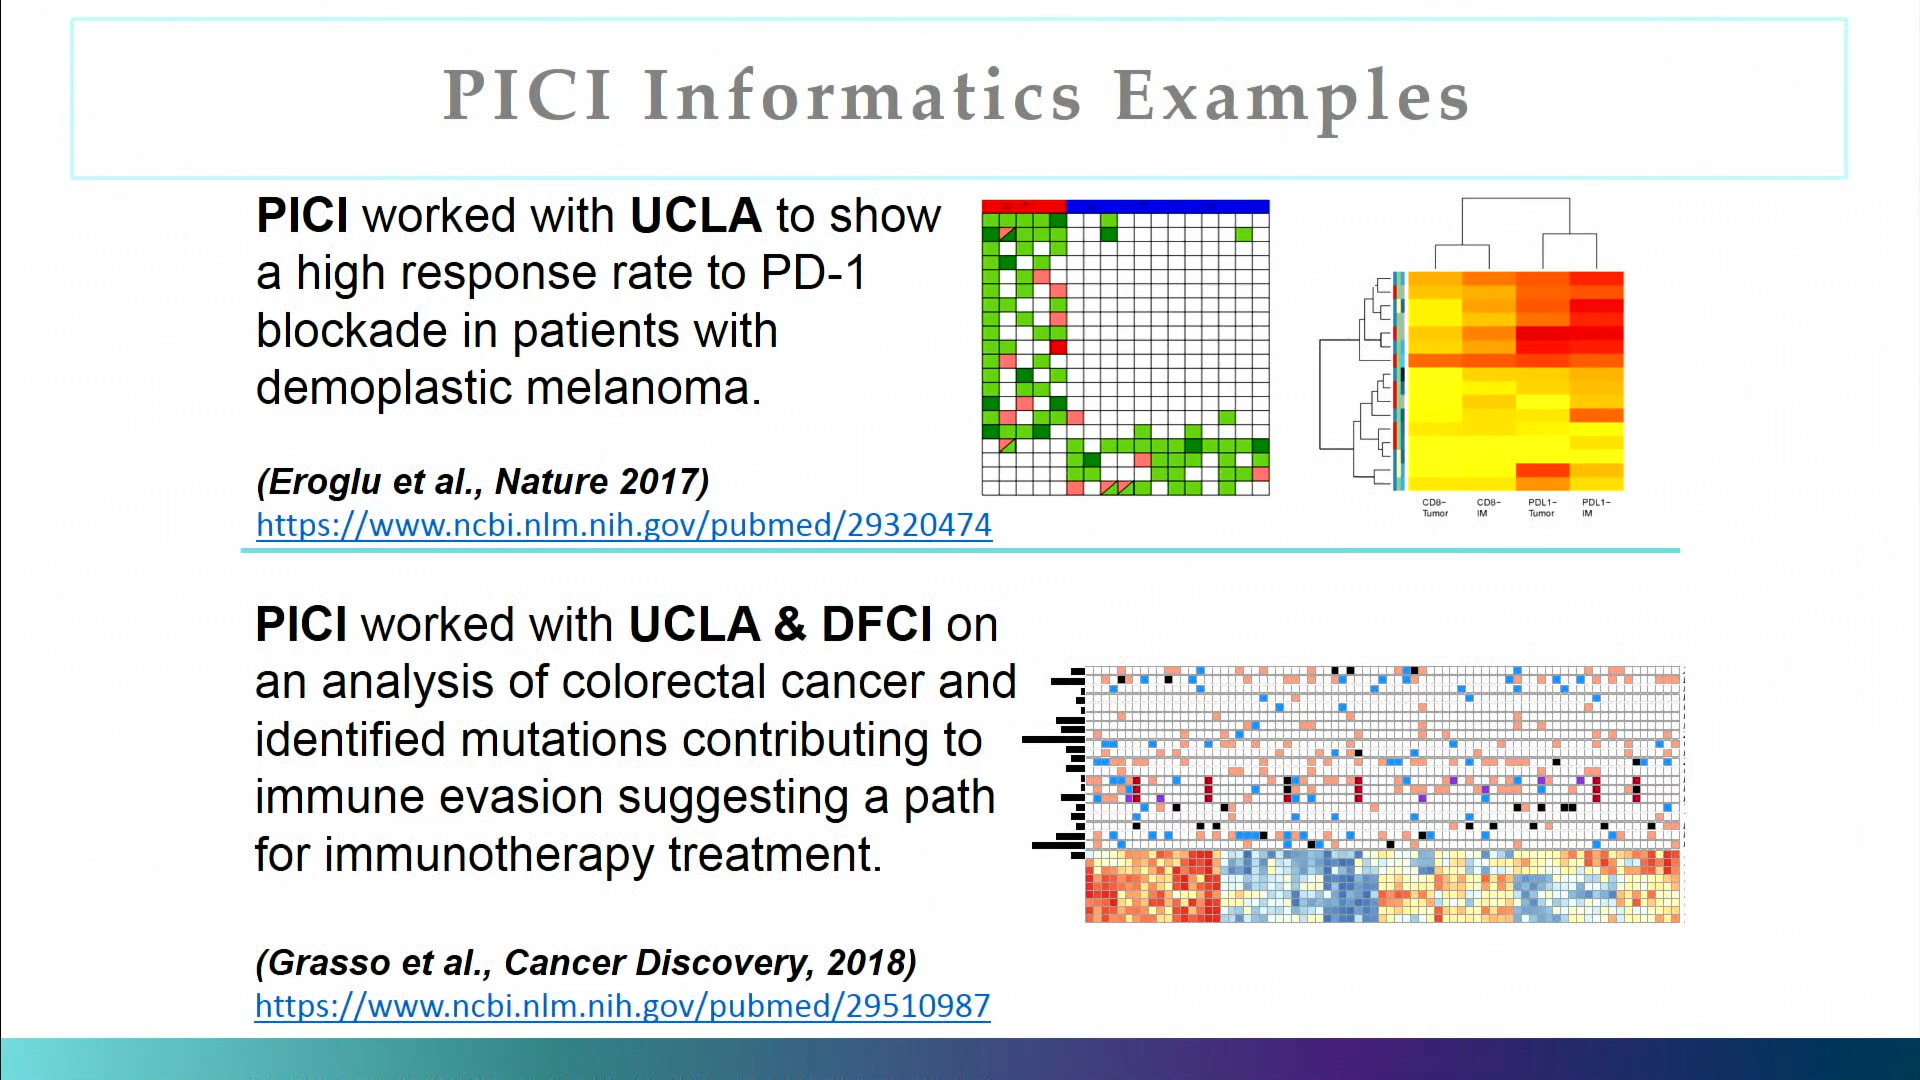 PICI Informatics Examples
PICI worked with UCLA to show
a high response rate to PD-1
blockade in patients with
demoplastic melanoma.
(Eroglu et al., Nature 2017)
https://www.ncbi.nlm.nih.gov/pubmed/29320474
CD8– CD8– PDL1– PDL1–
Tumor IM Tumor IM
PICI worked with UCLA & DFCI on
an analysis of colorectal cancer and
identified mutations contributing to
immune evasion suggesting a path
for immunotherapy treatment.
(Grasso et al., Cancer Discovery, 2018)
https://www.ncbi.nlm.nih.gov/pubmed/29510987